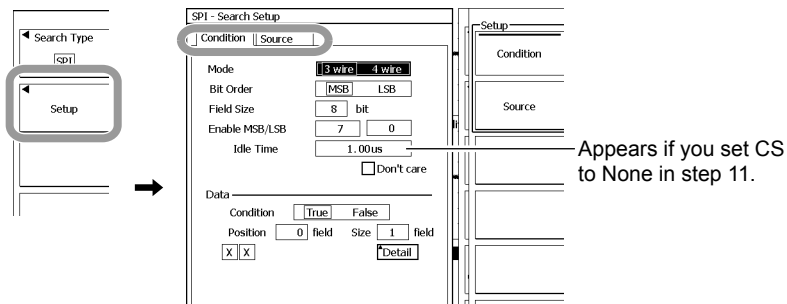 Search Type
SPI
Setup
SPI - Search Setup
Condition Source
Mode 3 wire 4 wire
Bit Order MSB LSB
Field Size 8 bit
Enable MSB/LSB 7 0
Idle Time 1.00us
Don't care
Data
Condition True False
Position 0 field Size 1 field
X X Detail
Setup
Condition
Source
Appears if you set CS
to None in step 11.